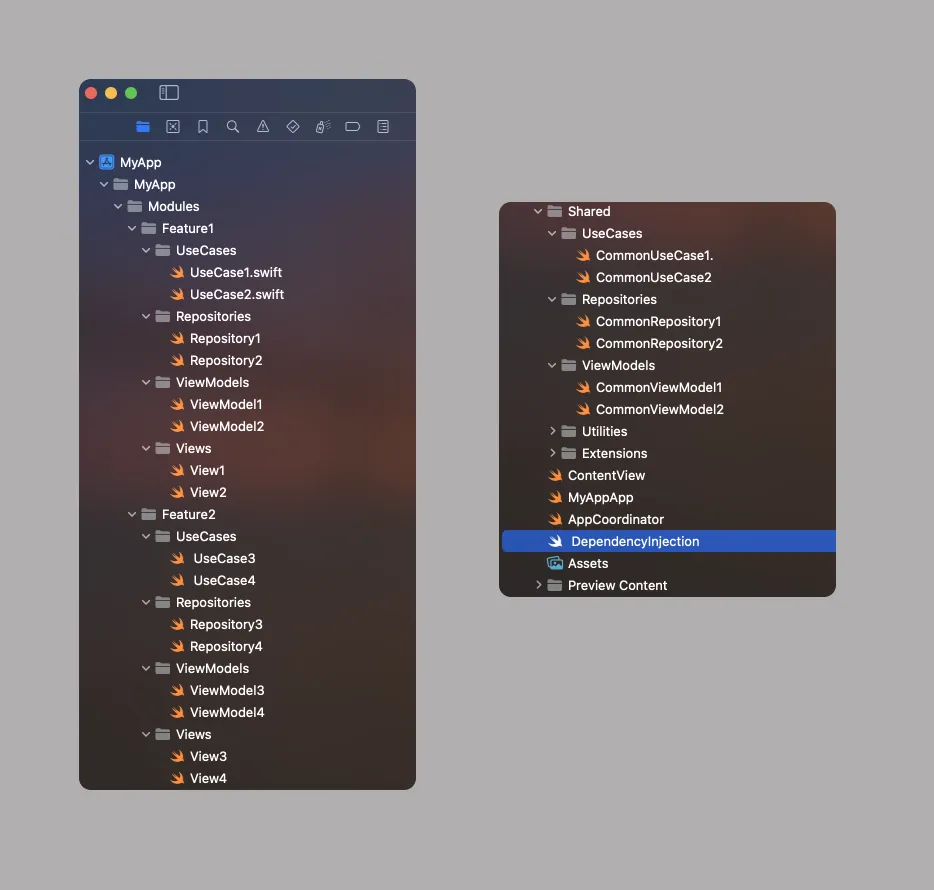 MyApp
MyApp
Modules
Feature1
UseCases
UseCase1.swift
UseCase2.swift
Repositories
Repository1
Repository2
ViewModels
ViewModel1
ViewModel2
Views
View1
View2
Feature2
UseCases
UseCase3
UseCase4
Repositories
Repository3
Repository4
ViewModels
ViewModel3
ViewModel4
Views
View3
View4
Shared
UseCases
CommonUseCase1.
CommonUseCase2
Repositories
CommonRepository1
CommonRepository2
ViewModels
CommonViewModel1
CommonViewModel2
Utilities
Extensions
ContentView
MyAppApp
AppCoordinator
DependencyInjection
Assets
Preview Content